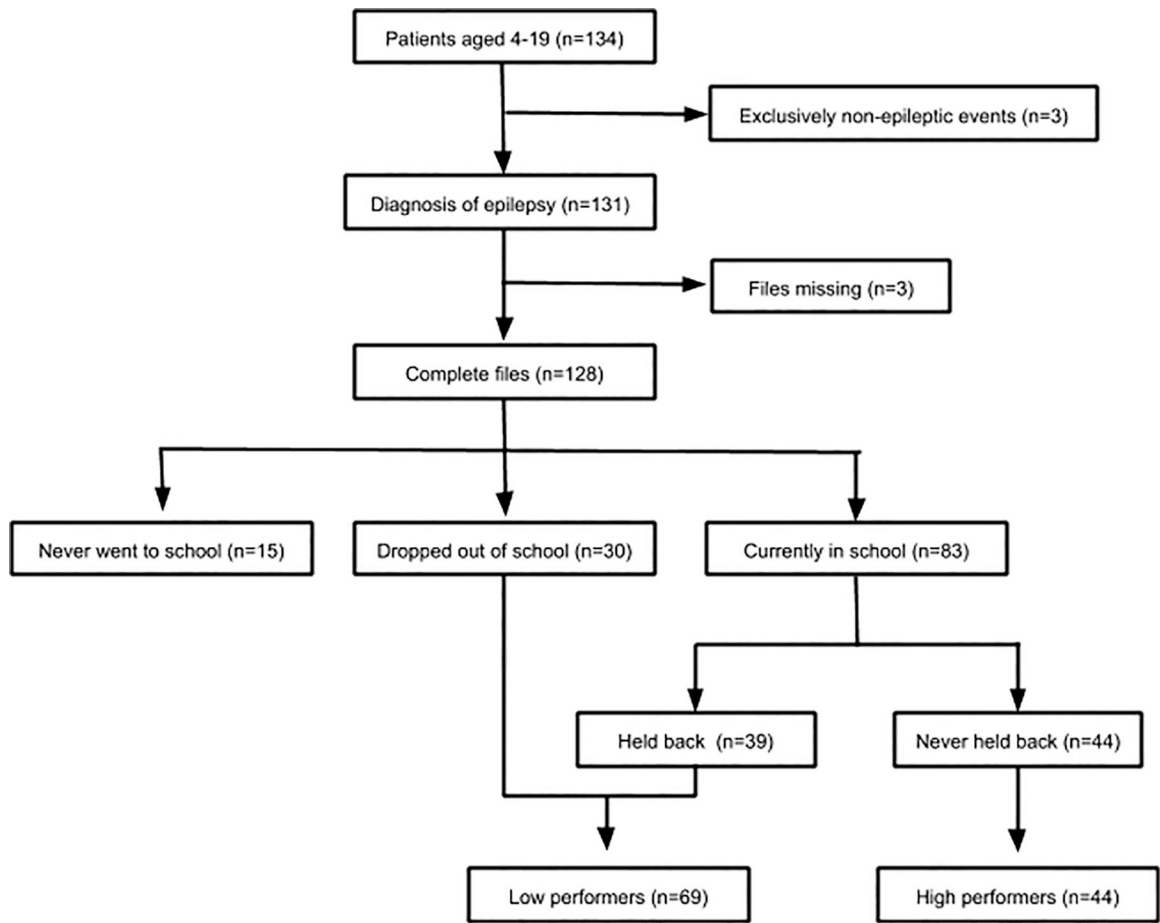 Patients aged 4-19 (n=134)
Exclusively non-epileptic events (n=3)
Diagnosis of epilepsy (n=131)
Files missing (n=3)
Complete files (n=128)
Never went to school (n=15)
Dropped out of school (n=30)
Currently in school (n=83)
Held back (n=39)
Never held back (n=44)
Low performers (n=69)
High performers (n=44)